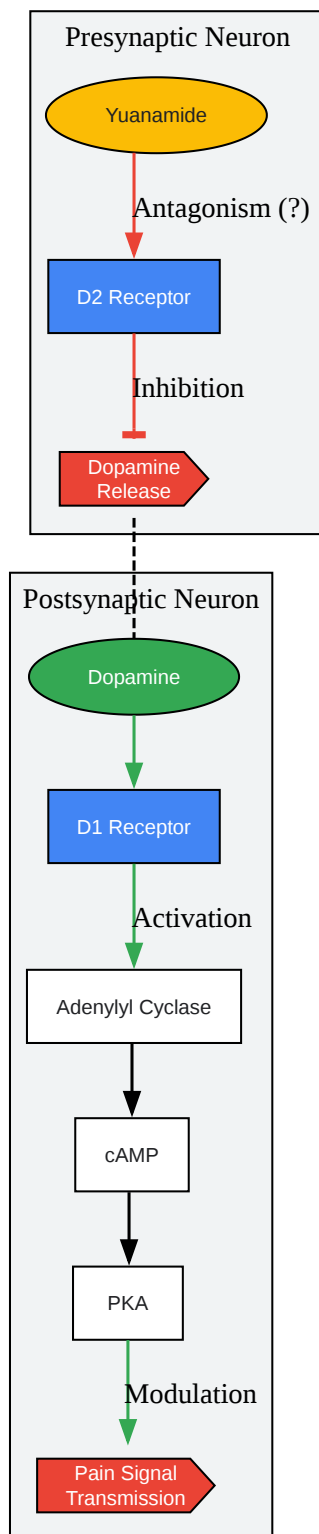 Presynaptic Neuron
Yuanamide
Antagonism (?)
D2 Receptor
Inhibition
Dopamine
Release
Postsynaptic Neuron
Dopamine
D1 Receptor
Activation
Adenylyl Cyclase
cAMP
PKA
Modulation
Pain Signal
Transmission